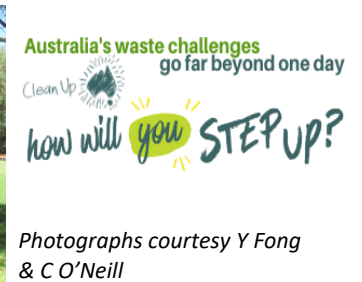 Australia's waste challenges
go far beyond one day
Clean Up
how will you STEP UP?
Photographs courtesy Y Fong
& C O'Neill